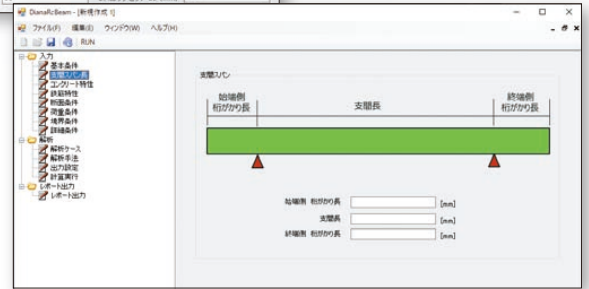 DianaRcBeam - [新規作成 1]
ファイル(F) 編集(E) ウィンドウ(W) ヘルプ(H)
RUN
入力
基本条件
支間スパン長
コンクリート特性
鉄筋特性
断面条件
荷重条件
境界条件
詳細条件
解析
解析ケース
解析手法
出力設定
計算実行
レポート出力
レポート出力
支間スパン
始端側
桁がかり長
支間長
終端側
桁がかり長
始端側 桁がかり長 [mm]
支間長 [mm]
終端側 桁がかり長 [mm]